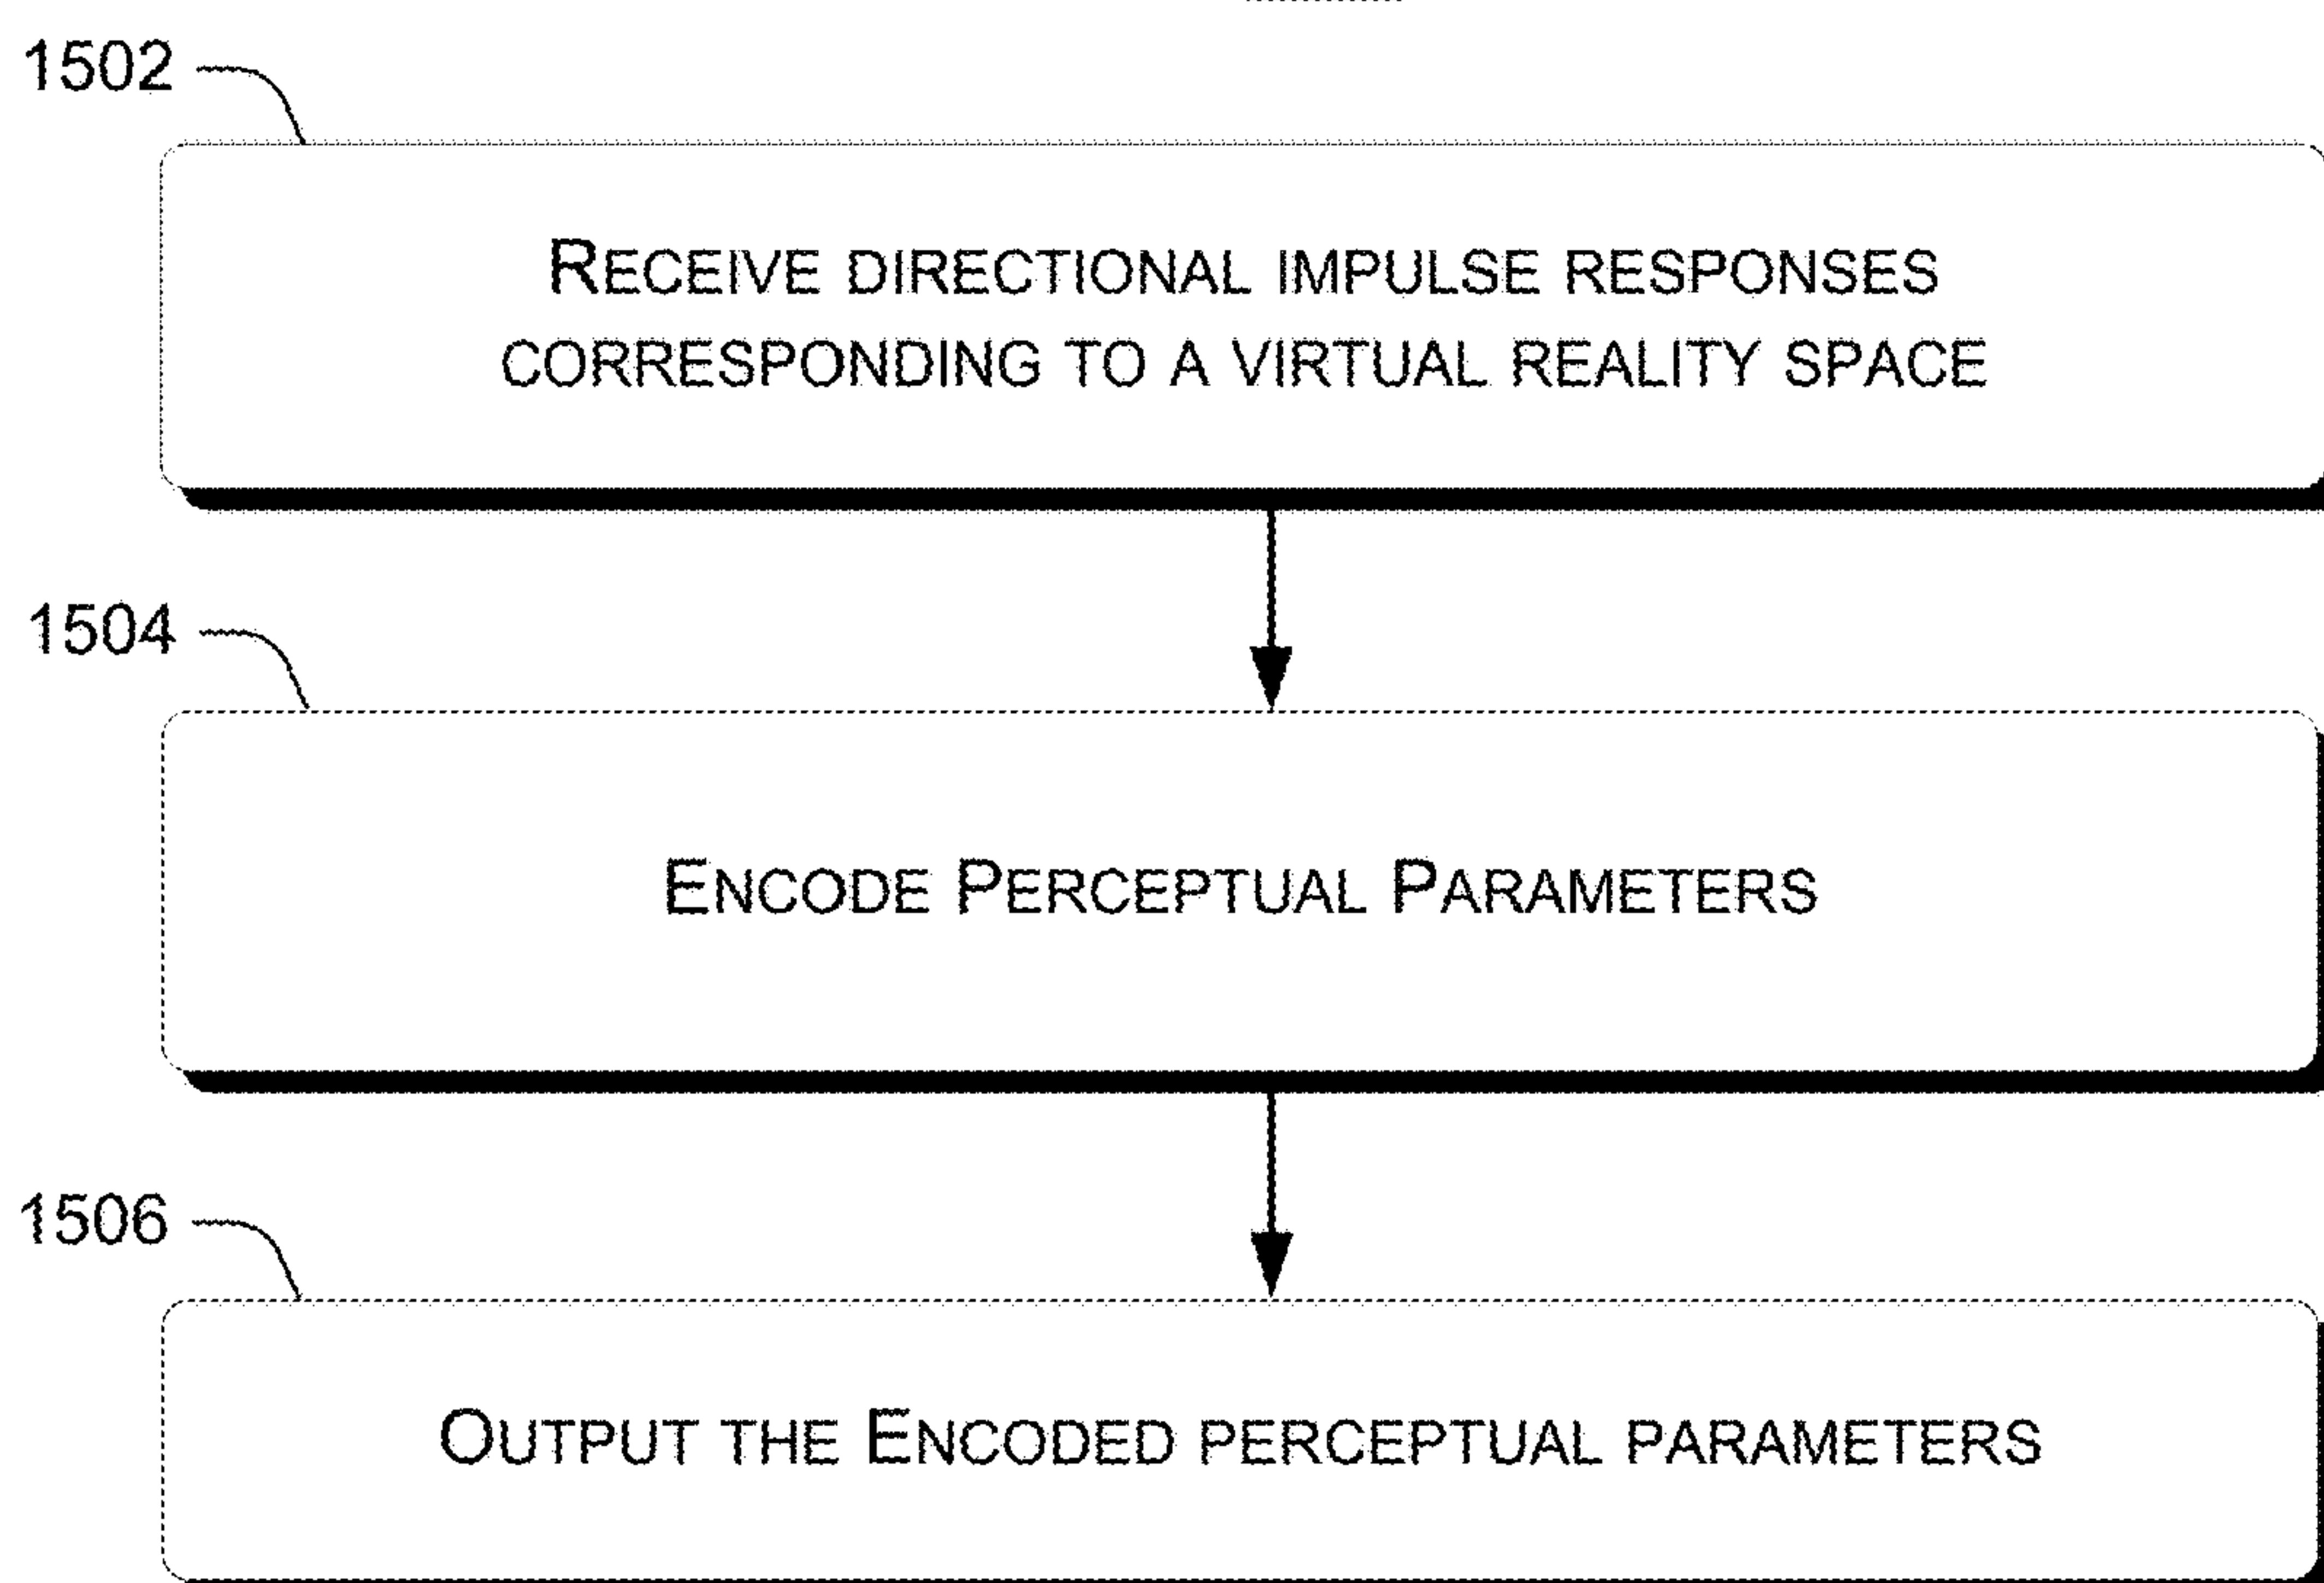 1502
RECEIVE DIRECTIONAL IMPULSE RESPONSES
CORRESPONDING TO A VIRTUAL REALITY SPACE
1504
ENCODE PERCEPTUAL PARAMETERS
1506
OUTPUT THE ENCODED PERCEPTUAL PARAMETERS